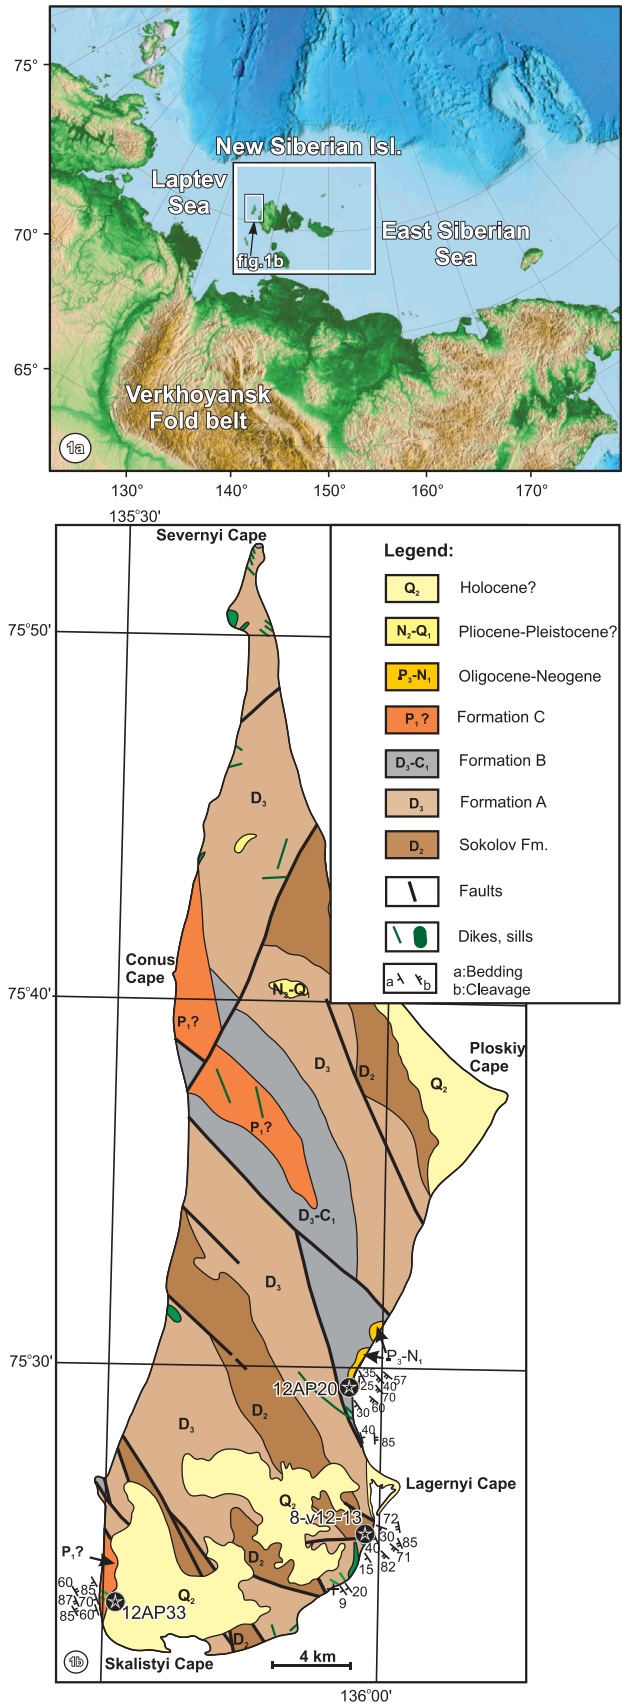 75°
70°
65°
New Siberian Isl.
Laptev
Sea
East Siberian
Sea
fig.1b
Verkhoyansk
Fold belt
1a
130° 140° 150° 160° 170°
135°30'
Severnyi Cape
Legend:
Q₂ Holocene?
N₂-Q₁ Pliocene-Pleistocene?
P₃-N₁ Oligocene-Neogene
P₁? Formation C
D₃-C₁ Formation B
D₃ Formation A
D₂ Sokolov Fm.
Faults
Dikes, sills
a b a:Bedding
b:Cleavage
75°50'
D₃
Conus
Cape
N₂-Q₁
75°40'
P₁?
D₃
D₂
Ploskiy
Cape
Q₂
P₁?
D₃-C₁
D₃
P₃-N₁
75°30'
12AP20
35
57
25
40
70
30
60
40
85
D₂
D₃
Lagernyi Cape
Q₂
8-v12-13
72
30
85
40
71
15
82
D₂
P₁?
60
85
87
70
85
60
12AP33
Q₂
20
9
D₂
1b
Skalistyi Cape
4 km
136°00'